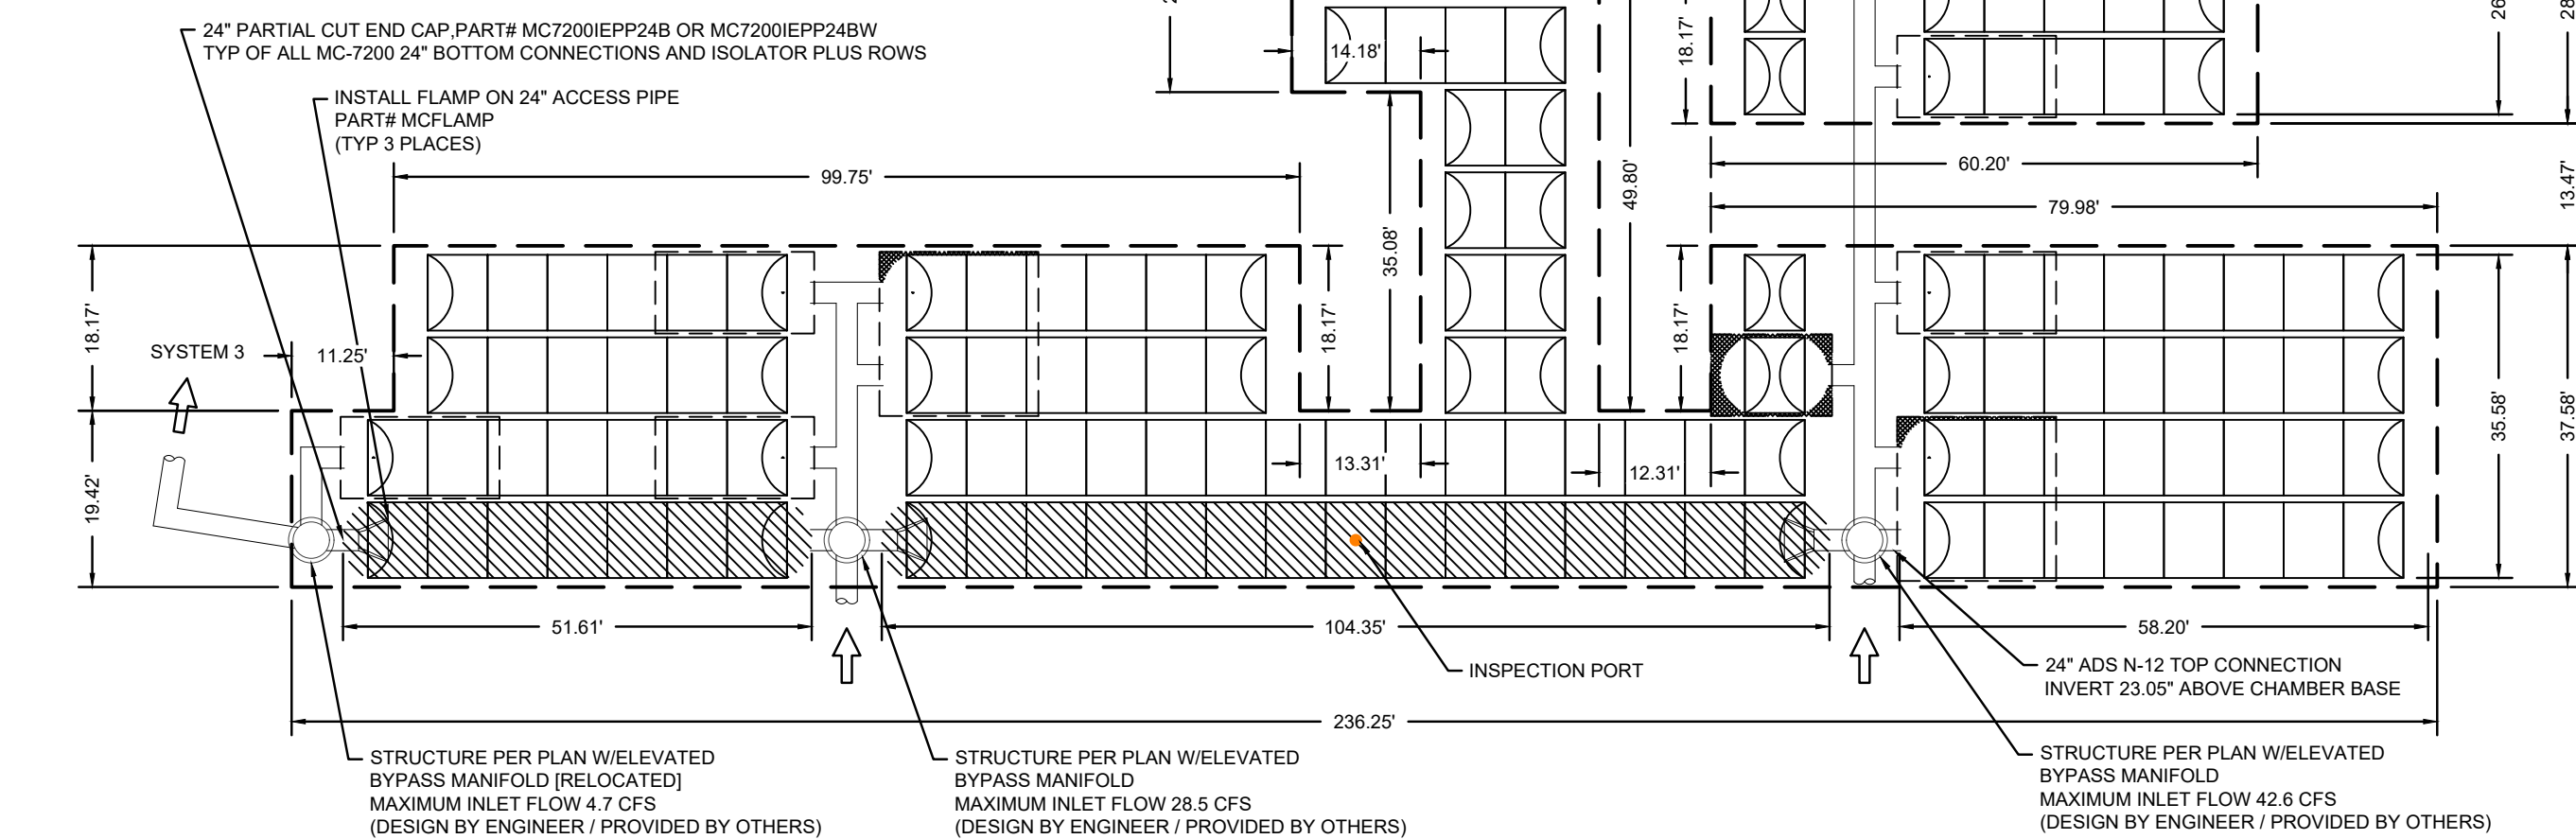 24" PARTIAL CUT END CAP,PART# MC7200IEPP24B OR MC7200IEPP24BW
TYP OF ALL MC-7200 24" BOTTOM CONNECTIONS AND ISOLATOR PLUS ROWS
INSTALL FLAMP ON 24" ACCESS PIPE
PART# MCFLAMP
(TYP 3 PLACES)
14.18'
18.17'
60.20'
13.47'
99.75'
79.98'
35.08'
49.80'
18.17'
18.17'
18.17'
SYSTEM 3
11.25'
19.42'
13.31'
12.31'
35.58'
37.58'
51.61'
104.35'
58.20'
INSPECTION PORT
24" ADS N-12 TOP CONNECTION
INVERT 23.05" ABOVE CHAMBER BASE
236.25'
STRUCTURE PER PLAN W/ELEVATED
BYPASS MANIFOLD [RELOCATED]
MAXIMUM INLET FLOW 4.7 CFS
(DESIGN BY ENGINEER / PROVIDED BY OTHERS)
STRUCTURE PER PLAN W/ELEVATED
BYPASS MANIFOLD
MAXIMUM INLET FLOW 28.5 CFS
(DESIGN BY ENGINEER / PROVIDED BY OTHERS)
STRUCTURE PER PLAN W/ELEVATED
BYPASS MANIFOLD
MAXIMUM INLET FLOW 42.6 CFS
(DESIGN BY ENGINEER / PROVIDED BY OTHERS)